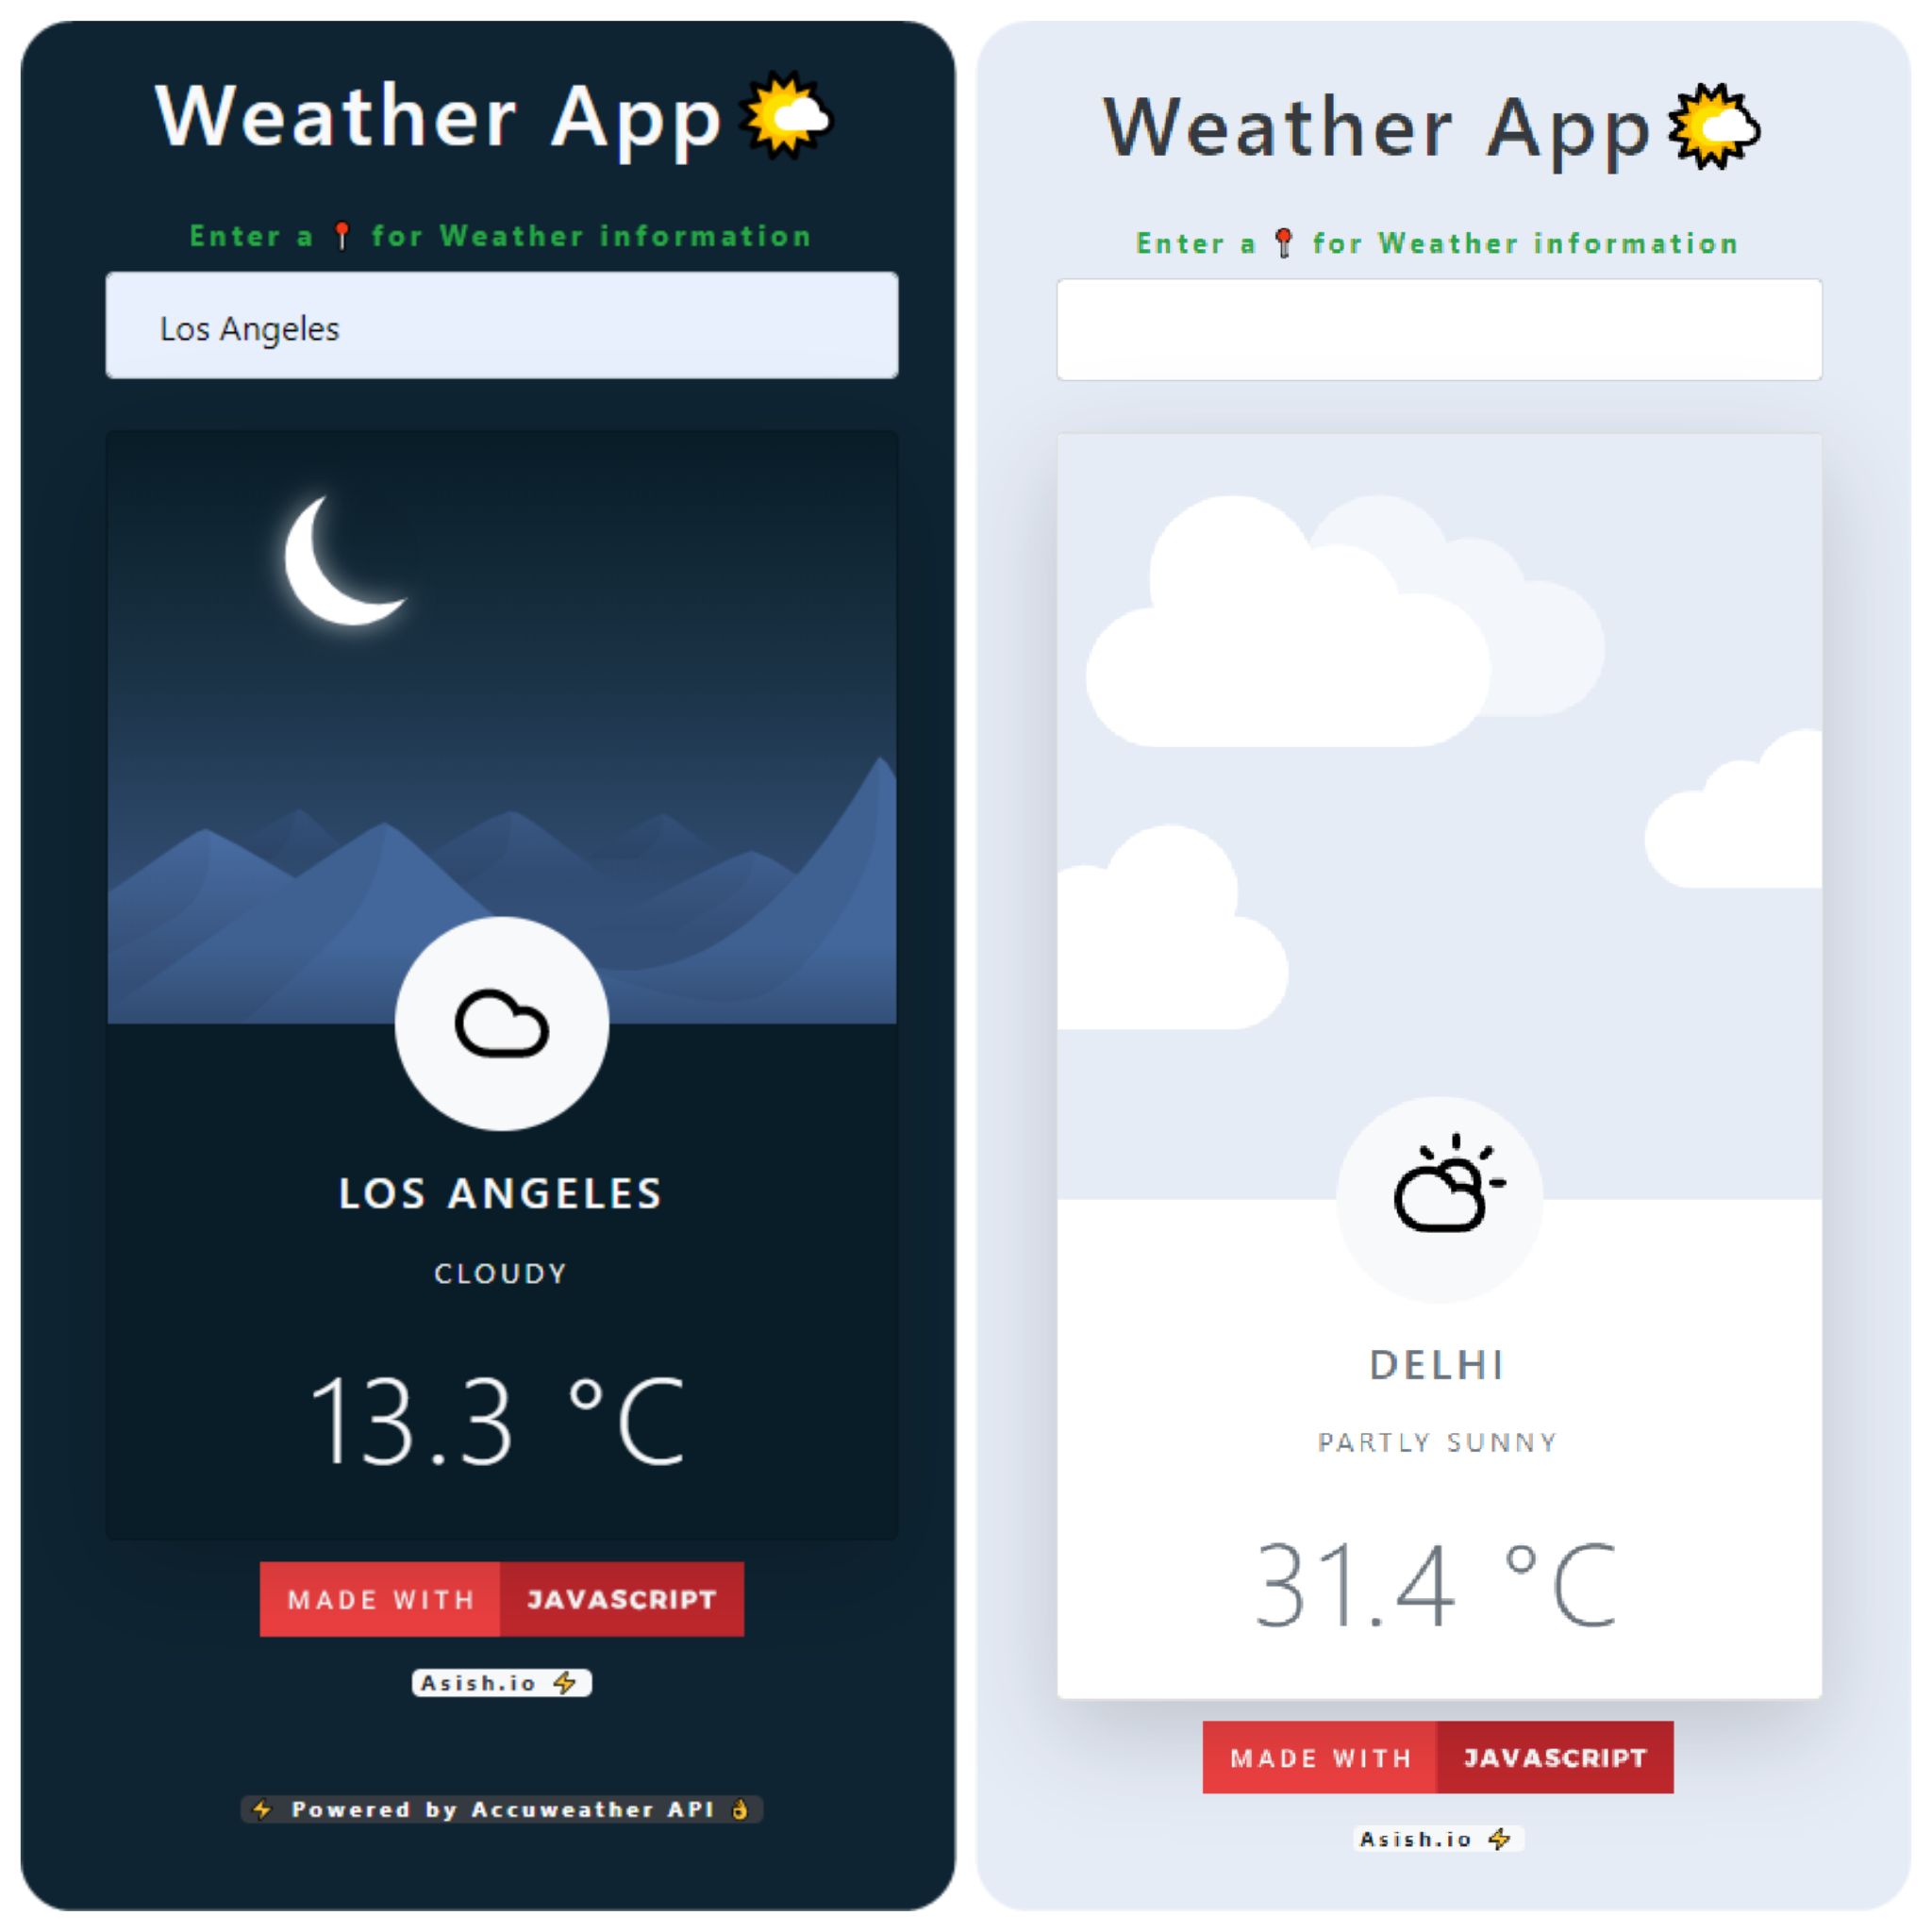 Weather App
Enter a 📍 for Weather information
Los Angeles
LOS ANGELES
CLOUDY
13.3 °C
MADE WITH JAVASCRIPT
Asish.io ⚡
⚡ Powered by Accuweather API 👌
Weather App
Enter a 📍 for Weather information
DELHI
PARTLY SUNNY
31.4 °C
MADE WITH JAVASCRIPT
Asish.io ⚡